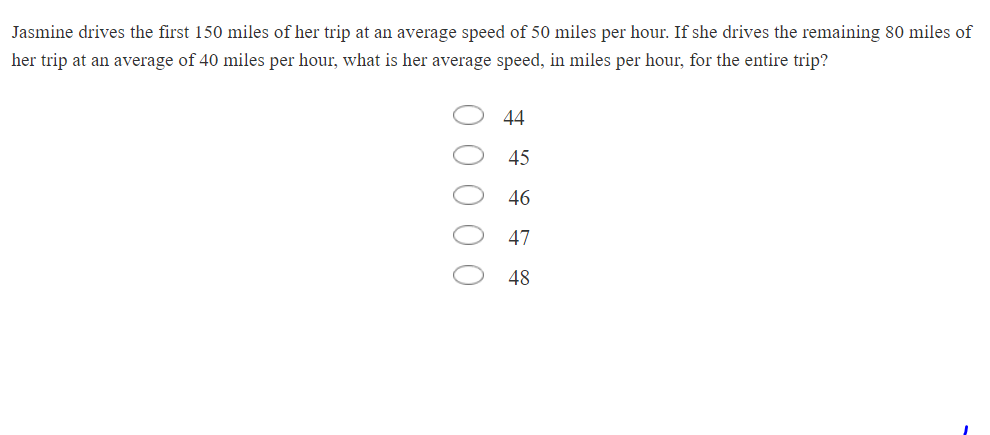 Jasmine drives the first 150 miles of her trip at an average speed of 50 miles per hour. If she drives the remaining 80 miles of
her trip at an average of 40 miles per hour, what is her average speed, in miles per hour, for the entire trip?
44
45
46
47
48